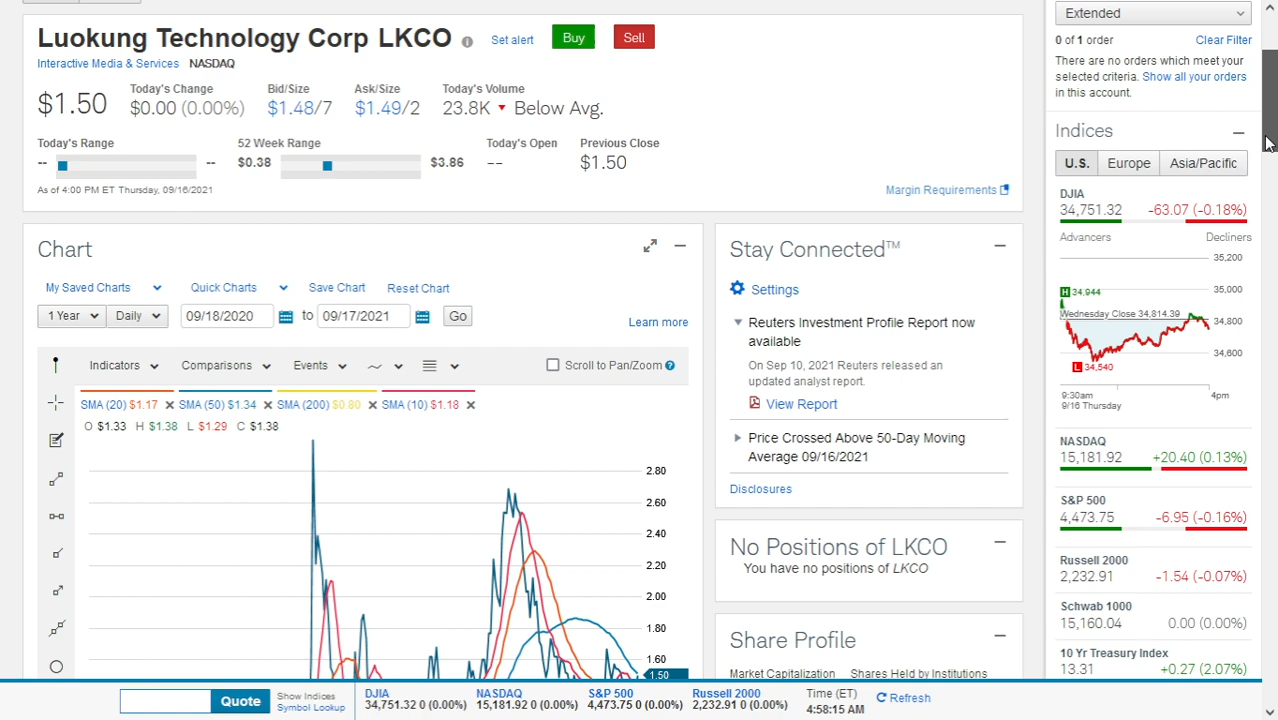 Luokung Technology Corp LKCO
Set alert
Buy
Sell
Interactive Media & Services NASDAQ
$1.50
Today's Change
$0.00 (0.00%)
Bid/Size
$1.48/7
Ask/Size
$1.49/2
Today's Volume
23.8K Below Avg.
Today's Range
-- --
52 Week Range
$0.38 $3.86
Today's Open
--
Previous Close
$1.50
As of 4:00 PM ET Thursday, 09/16/2021
Margin Requirements
Chart
My Saved Charts Quick Charts Save Chart Reset Chart
1 Year Daily 09/18/2020 to 09/17/2021 Go
Learn more
Indicators Comparisons Events Scroll to Pan/Zoom
SMA (20) $1.17 SMA (50) $1.34 SMA (200) $0.80 SMA (10) $1.18
O $1.33 H $1.38 L $1.29 C $1.38
2.80
2.60
2.40
2.20
2.00
1.80
1.60
1.50
Stay Connected™
Settings
Reuters Investment Profile Report now
available
On Sep 10, 2021 Reuters released an
updated analyst report.
View Report
Price Crossed Above 50-Day Moving
Average 09/16/2021
Disclosures
No Positions of LKCO
You have no positions of LKCO
Share Profile
Market Capitalization Shares Held by Institutions
Extended
0 of 1 order Clear Filter
There are no orders which meet your
selected criteria. Show all your orders
in this account.
Indices
U.S. Europe Asia/Pacific
DJIA
34,751.32 -63.07 (-0.18%)
Advancers Decliners
35,200
35,000
H 34,944
Wednesday Close 34,814.39
34,800
34,600
L 34,540
9:30am 4pm
9/16 Thursday
NASDAQ
15,181.92 +20.40 (0.13%)
S&P 500
4,473.75 -6.95 (-0.16%)
Russell 2000
2,232.91 -1.54 (-0.07%)
Schwab 1000
15,160.04 0.00 (0.00%)
10 Yr Treasury Index
13.31 +0.27 (2.07%)
Quote
Show Indices
Symbol Lookup
DJIA
34,751.32 0 (0.00%)
NASDAQ
15,181.92 0 (0.00%)
S&P 500
4,473.75 0 (0.00%)
Russell 2000
2,232.91 0 (0.00%)
Time (ET)
4:58:15 AM
Refresh